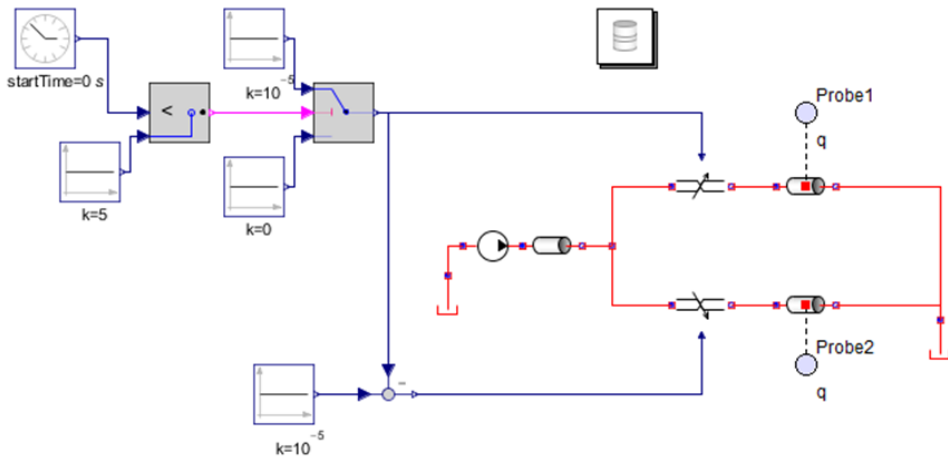 startTime=0 s
k=10⁻⁵
<
k=5
k=0
Probe1
q
Probe2
q
-
k=10⁻⁵